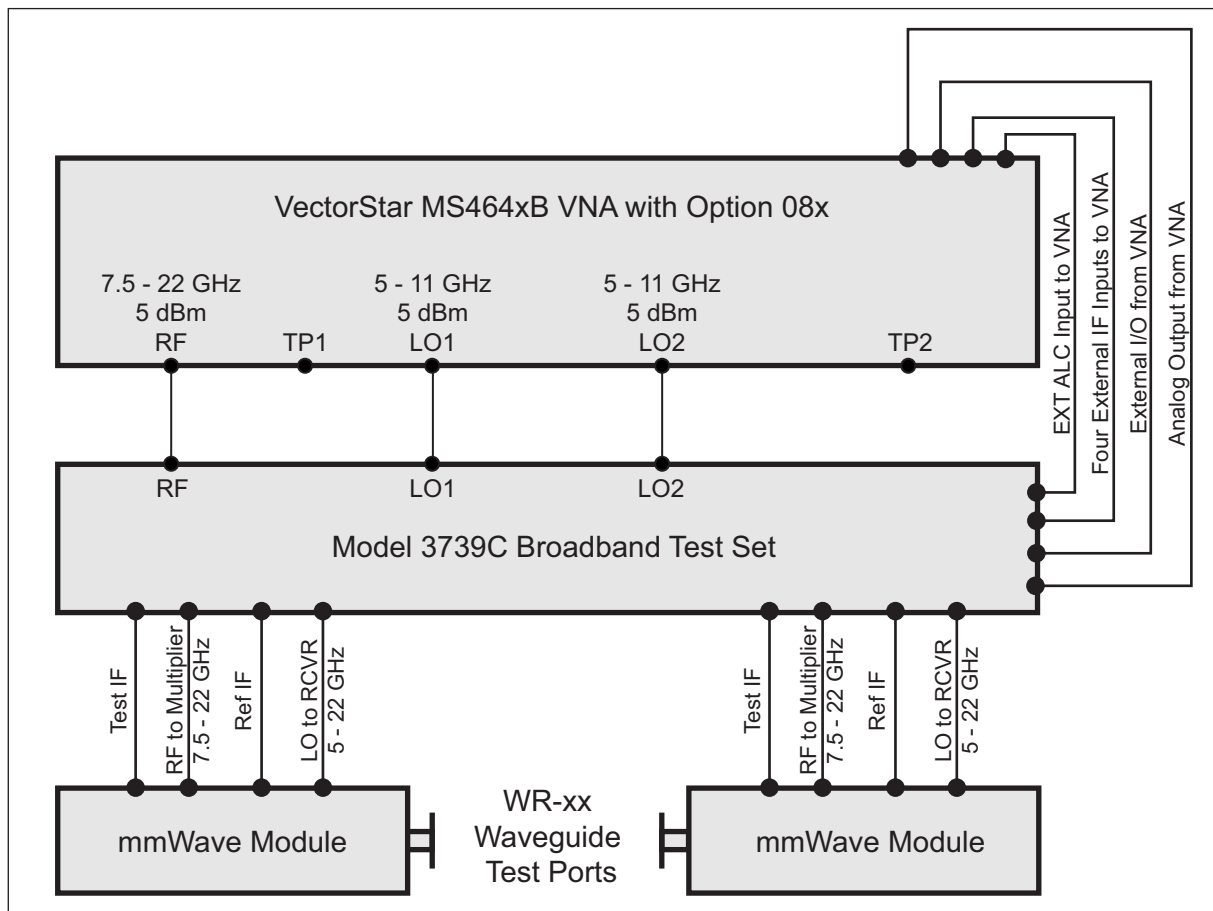 VectorStar MS464xB VNA with Option 08x
7.5 - 22 GHz
5 dBm
RF
TP1
5 - 11 GHz
5 dBm
LO1
5 - 11 GHz
5 dBm
LO2
TP2
EXT ALC Input to VNA
Four External IF Inputs to VNA
External I/O from VNA
Analog Output from VNA
RF
LO1
LO2
Model 3739C Broadband Test Set
Test IF
RF to Multiplier
7.5 - 22 GHz
Ref IF
LO to RCVR
5 - 22 GHz
Test IF
RF to Multiplier
7.5 - 22 GHz
Ref IF
LO to RCVR
5 - 22 GHz
mmWave Module
WR-xx
Waveguide
Test Ports
mmWave Module